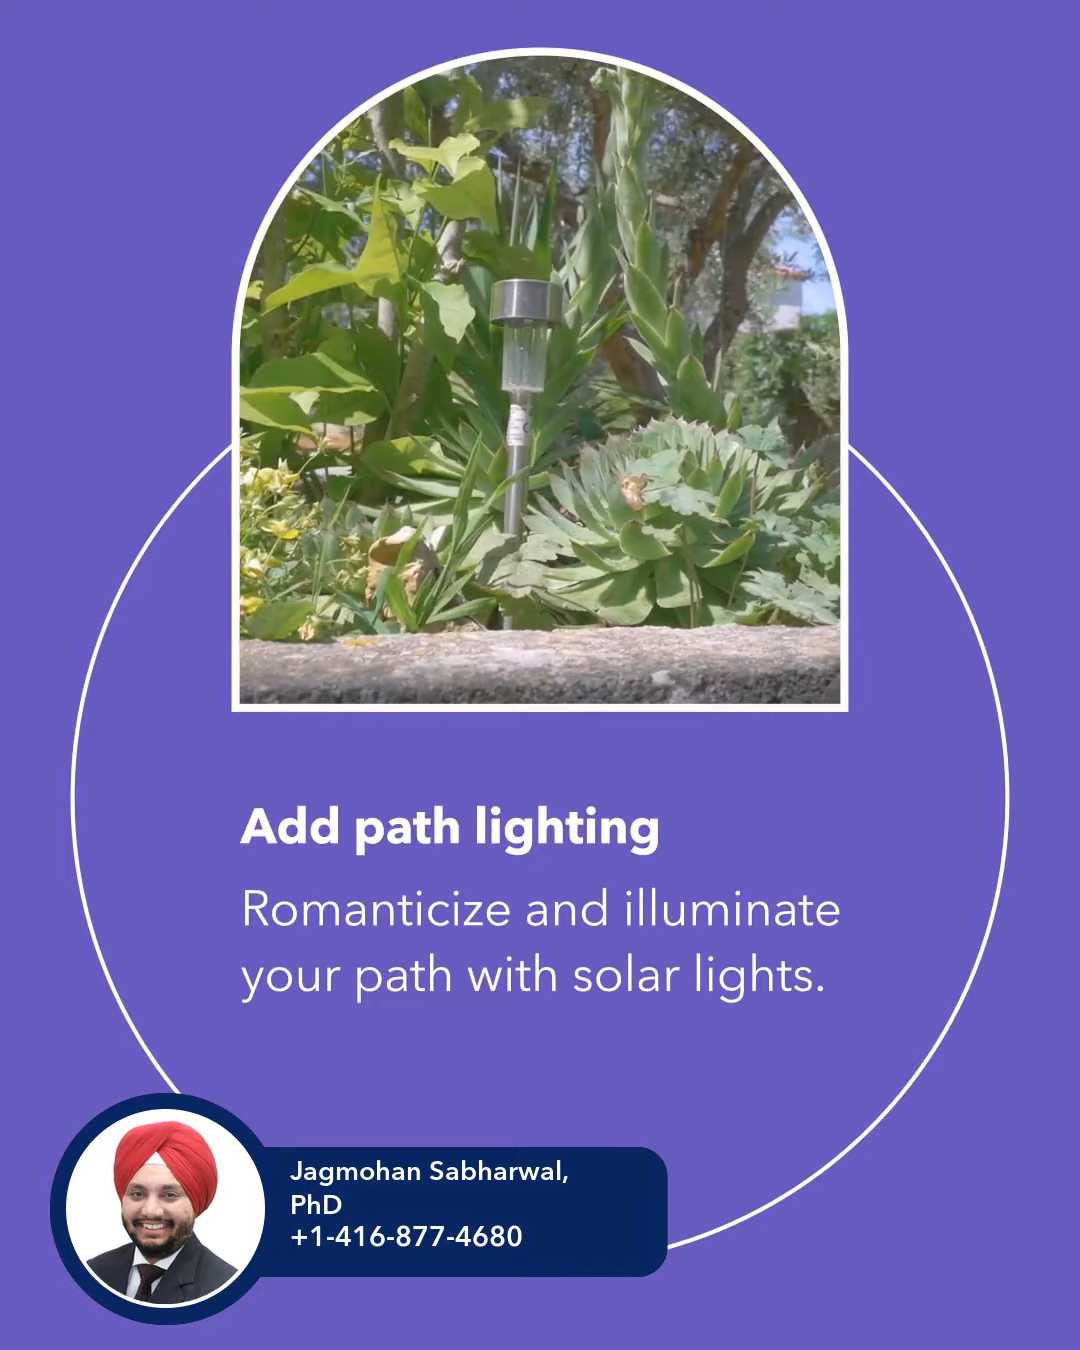 Add path lighting
Romanticize and illuminate
your path with solar lights.
Jagmohan Sabharwal,
PhD
+1-416-877-4680